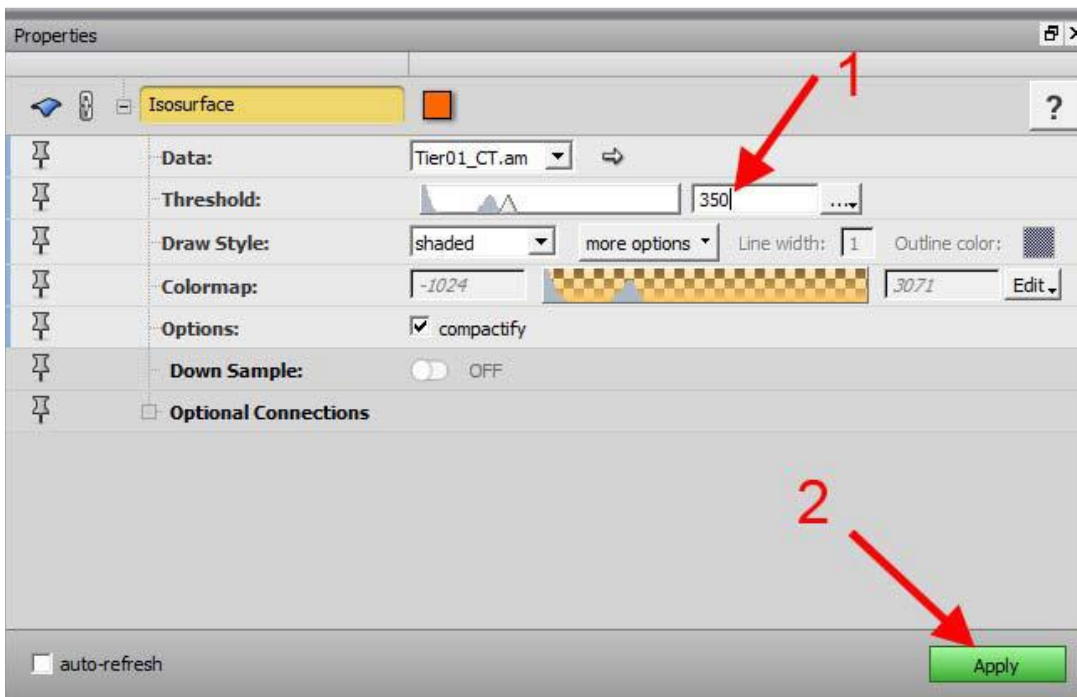 Properties
1
Isosurface
?
Data: Tier01_CT.am
Threshold: 350 ...
Draw Style: shaded more options Line width: 1 Outline color:
Colormap: -1024 3071 Edit
Options: compactify
Down Sample: OFF
Optional Connections
2
auto-refresh Apply